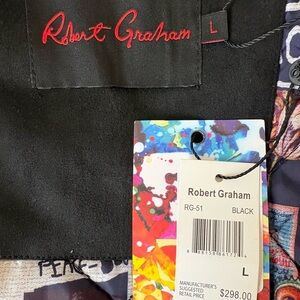 Robert Graham
L
Robert Graham
RG-51
BLACK
L
MANUFACTURER'S
SUGGESTED
RETAIL PRICE
$298.00